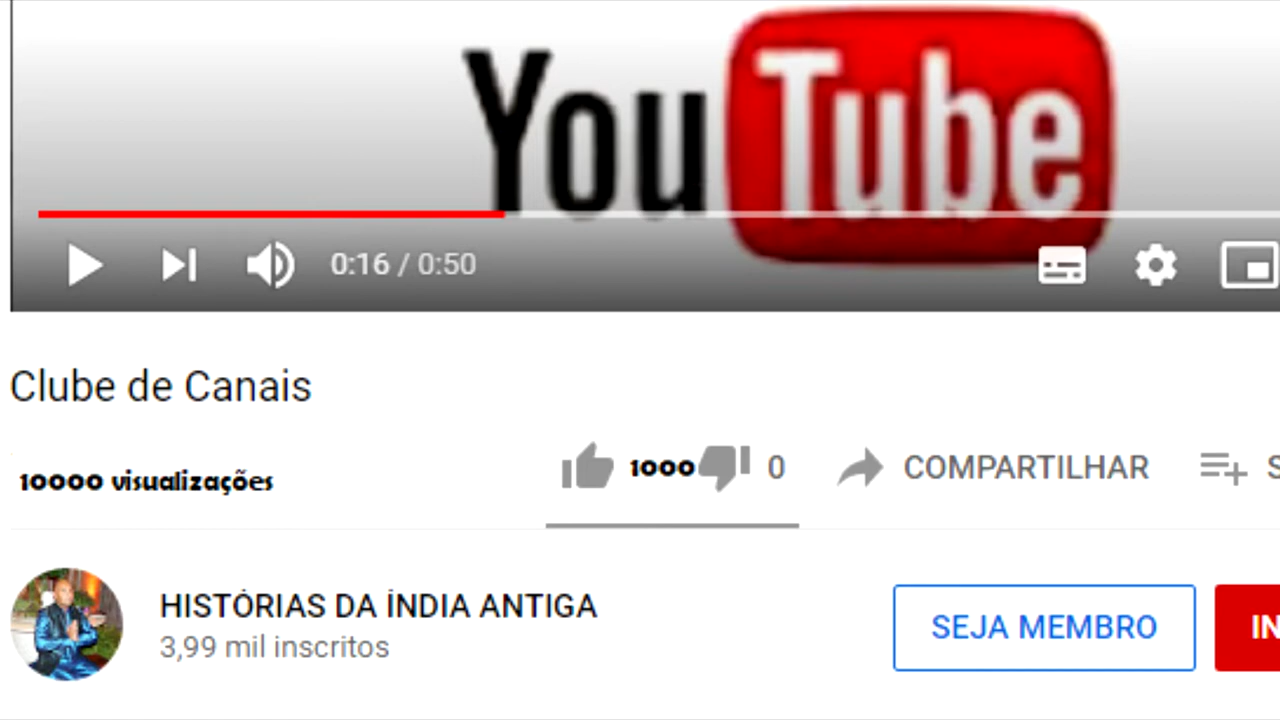 YouTube
0:16 / 0:50
Clube de Canais
10000 visualizações
1000 0 COMPARTILHAR S
HISTÓRIAS DA ÍNDIA ANTIGA
3,99 mil inscritos
SEJA MEMBRO IN